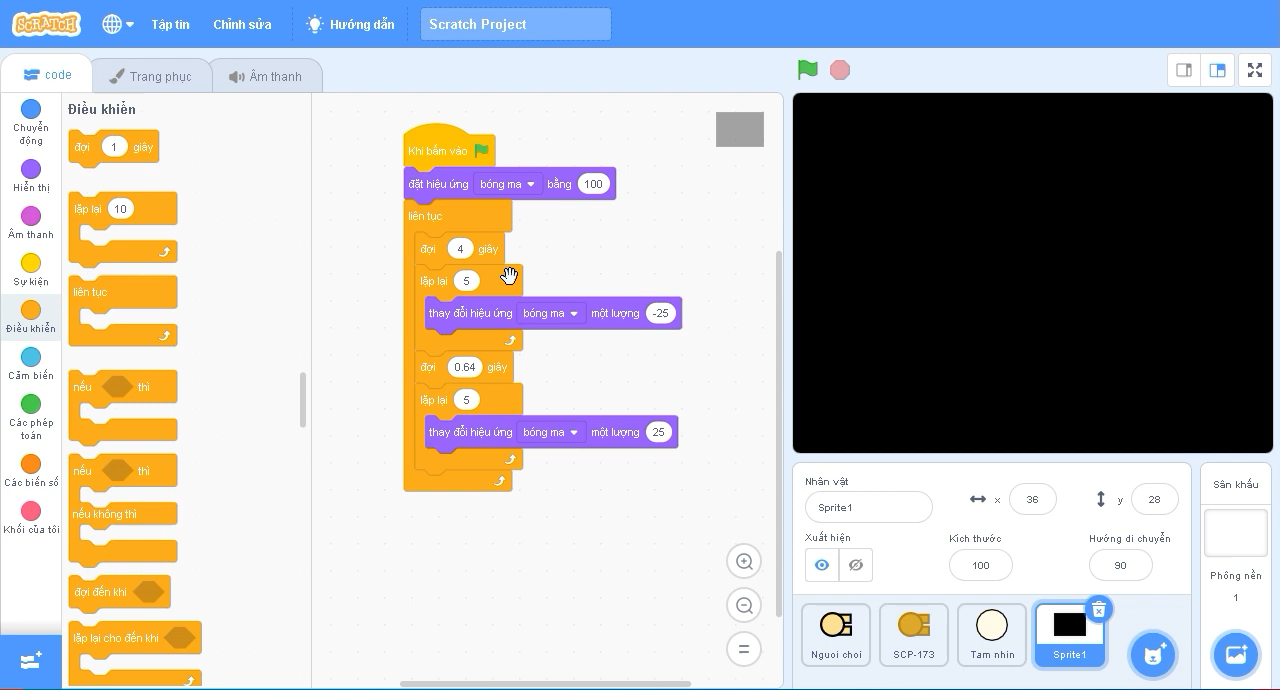 SCRATCH
Tập tin
Chỉnh sửa
Hướng dẫn
Scratch Project
code
Trang phục
Âm thanh
Chuyển động
Hiển thị
Âm thanh
Sự kiện
Điều khiển
Cảm biến
Các phép toán
Các biến số
Khối của tôi
Điều khiển
đợi 1 giây
lặp lại 10
liên tục
nếu thì
nếu thì
nếu không thì
đợi đến khi
lặp lại cho đến khi
Khi bấm vào
đặt hiệu ứng bóng ma bằng 100
liên tục
đợi 4 giây
lặp lại 5
thay đổi hiệu ứng bóng ma một lượng -25
đợi 0.64 giây
lặp lại 5
thay đổi hiệu ứng bóng ma một lượng 25
Nhân vật
Sprite1
x 36
y 28
Xuất hiện
Kích thước
100
Hướng di chuyển
90
Nguoi choi
SCP-173
Tam nhin
Sprite1
Sân khấu
Phông nền
1